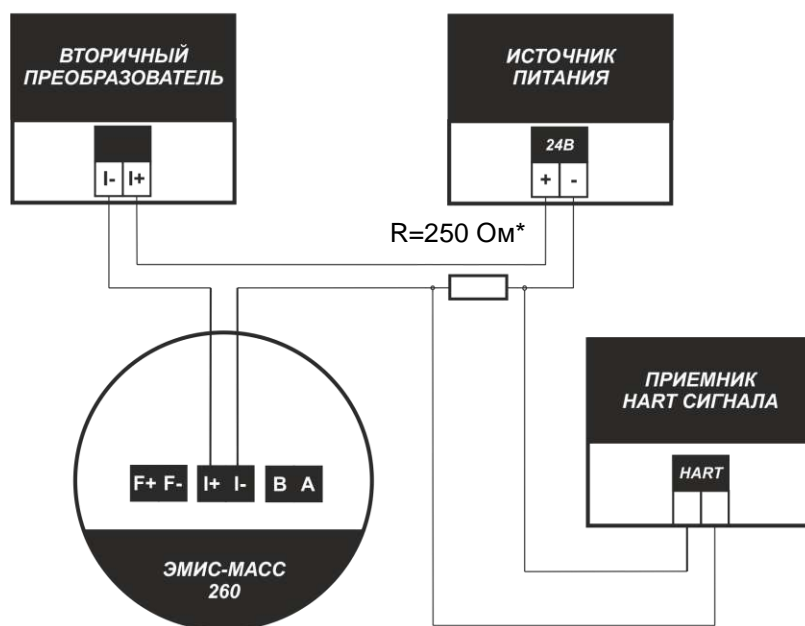 ВТОРИЧНЫЙ
ПРЕОБРАЗОВАТЕЛЬ
I- I+
ИСТОЧНИК
ПИТАНИЯ
24В
+ -
R=250 Ом*
ПРИЕМНИК
HART СИГНАЛА
HART
F+ F- I+ I- B A
ЭМИС-МАСС
260